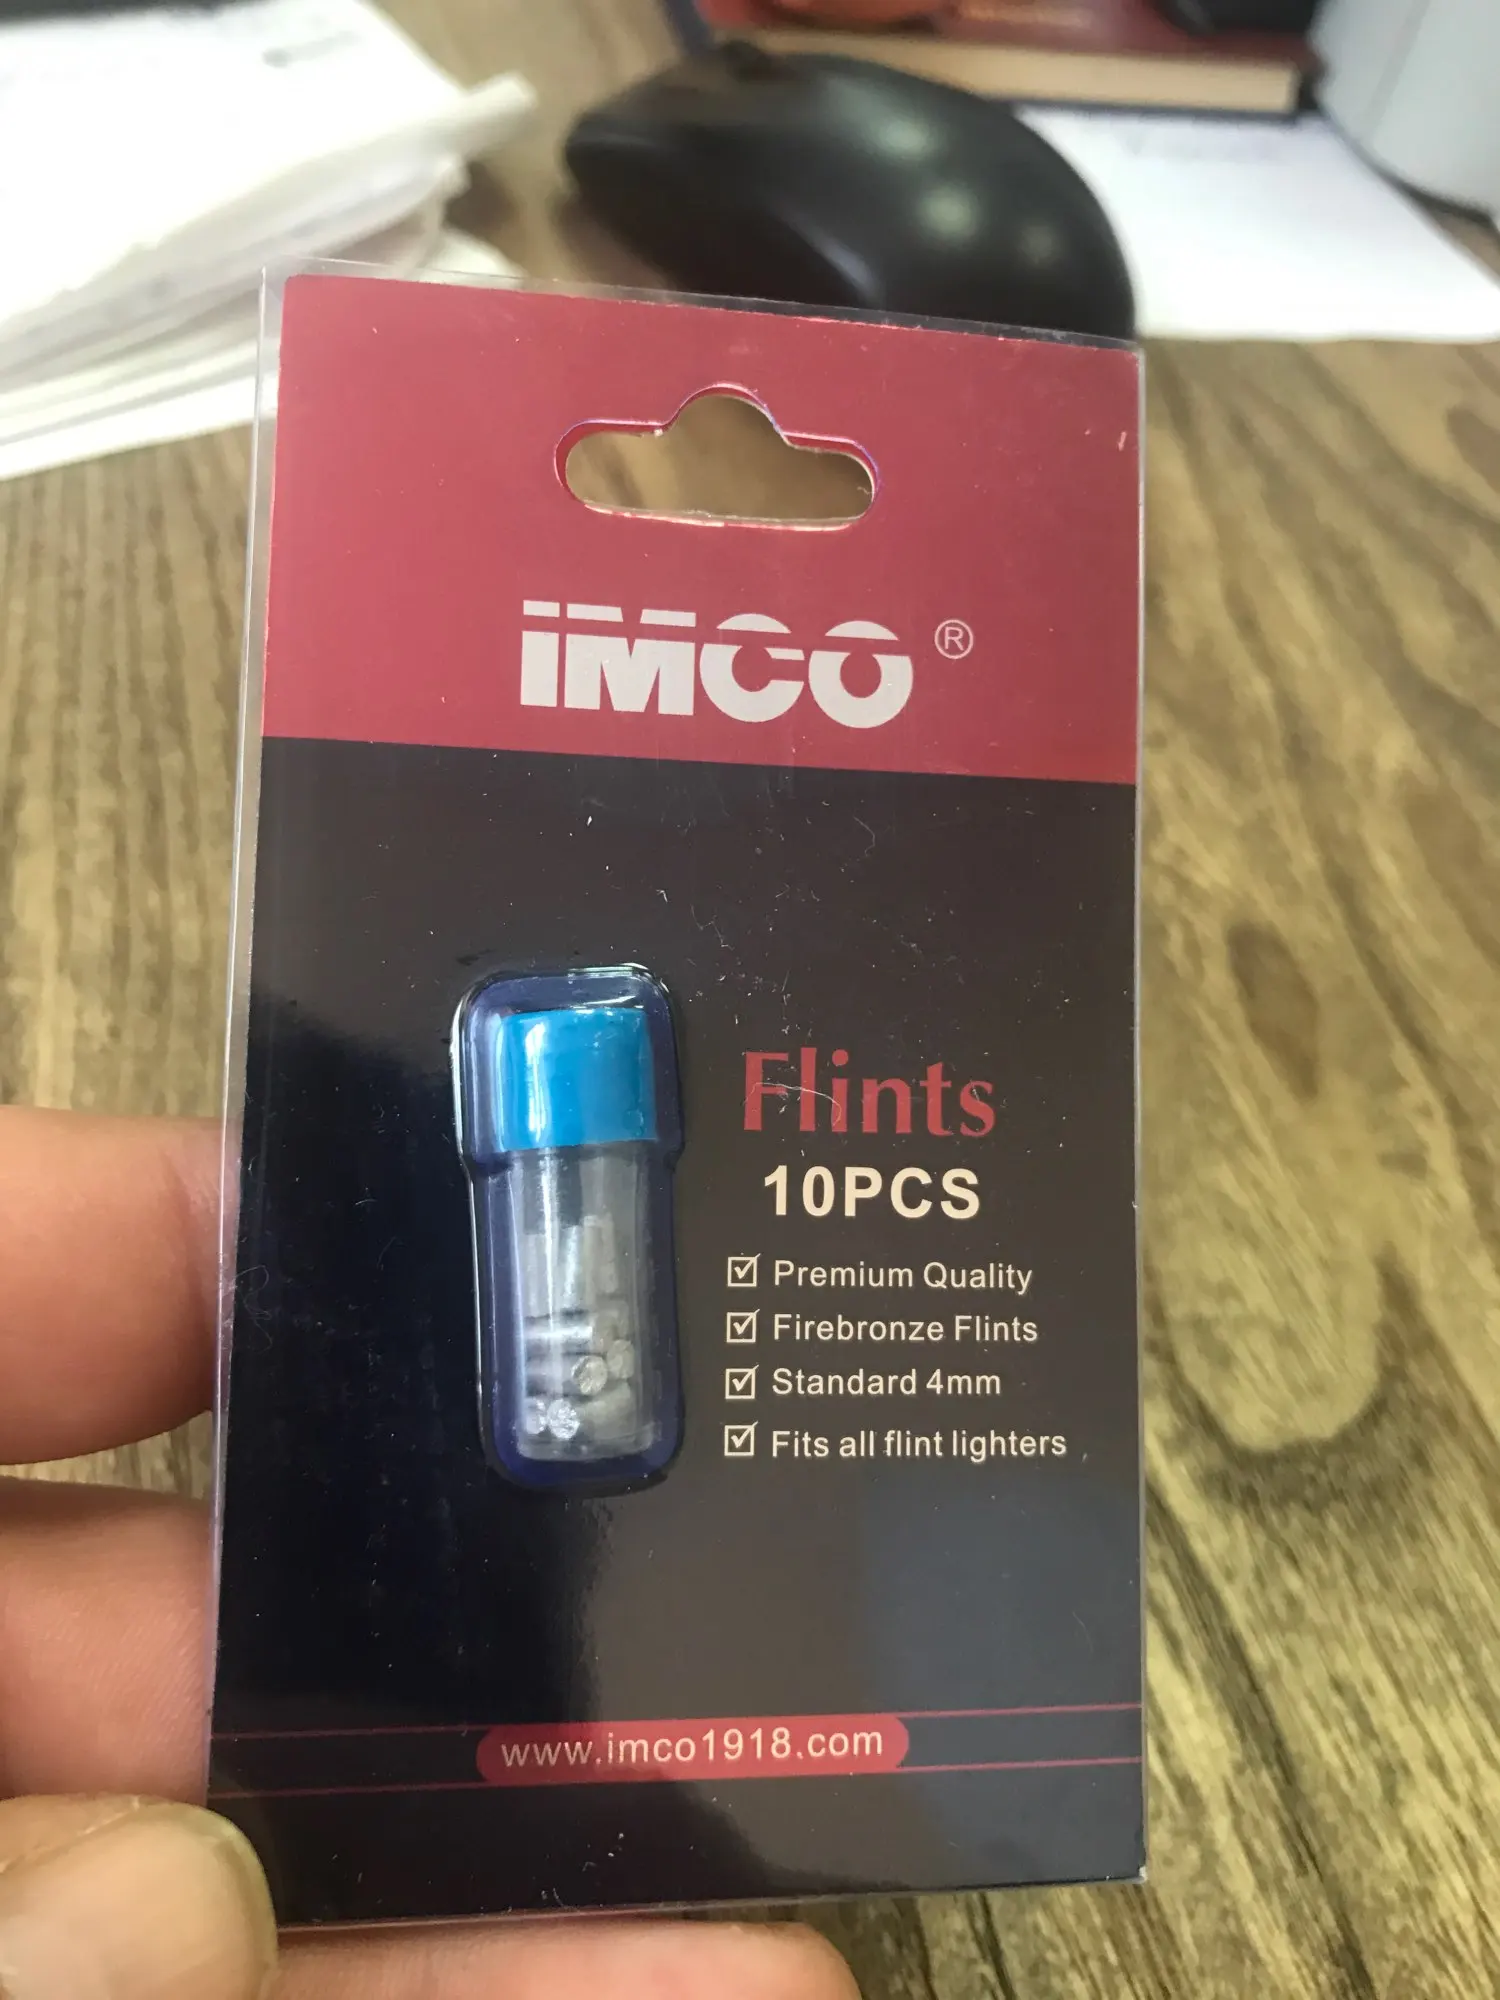 IMCO ®
Flints
10PCS
Premium Quality
Firebronze Flints
Standard 4mm
Fits all flint lighters
www.imco1918.com